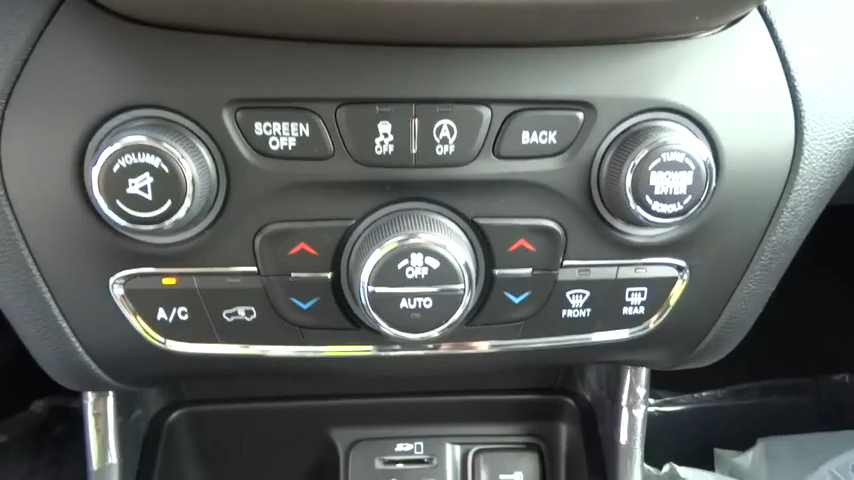 VOLUME
SCREEN
OFF
OFF
A
OFF
BACK
TUNE
BROWSE
ENTER
SCROLL
OFF
AUTO
A/C
FRONT
REAR